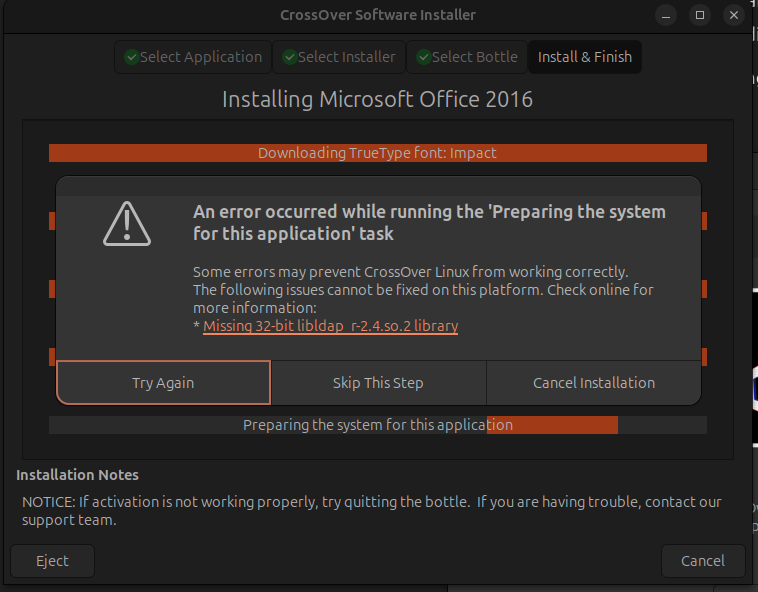 CrossOver Software Installer
Select Application Select Installer Select Bottle Install & Finish
Installing Microsoft Office 2016
Downloading TrueType font: Impact
An error occurred while running the 'Preparing the system
for this application' task
Some errors may prevent CrossOver Linux from working correctly.
The following issues cannot be fixed on this platform. Check online for
more information:
* Missing 32-bit libldap_r-2.4.so.2 library
Try Again Skip This Step Cancel Installation
Preparing the system for this application
Installation Notes
NOTICE: If activation is not working properly, try quitting the bottle.  If you are having trouble, contact our
support team.
Eject Cancel